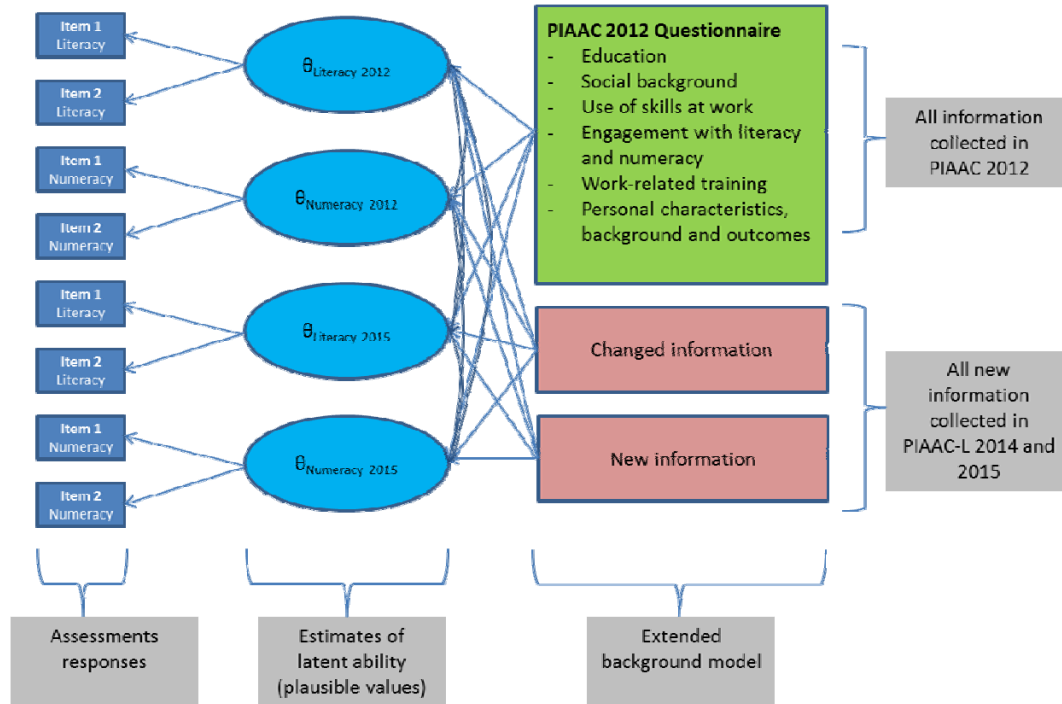 Item 1
Literacy
Item 2
Literacy
Item 1
Numeracy
Item 2
Numeracy
Item 1
Literacy
Item 2
Literacy
Item 1
Numeracy
Item 2
Numeracy
θLiteracy 2012
θNumeracy 2012
θLiteracy 2015
θNumeracy 2015
PIAAC 2012 Questionnaire
- Education
- Social background
- Use of skills at work
- Engagement with literacy
and numeracy
- Work-related training
- Personal characteristics,
background and outcomes
Changed information
New information
All information
collected in
PIAAC 2012
All new
information
collected in
PIAAC-L 2014 and
2015
Assessments
responses
Estimates of
latent ability
(plausible values)
Extended
background model